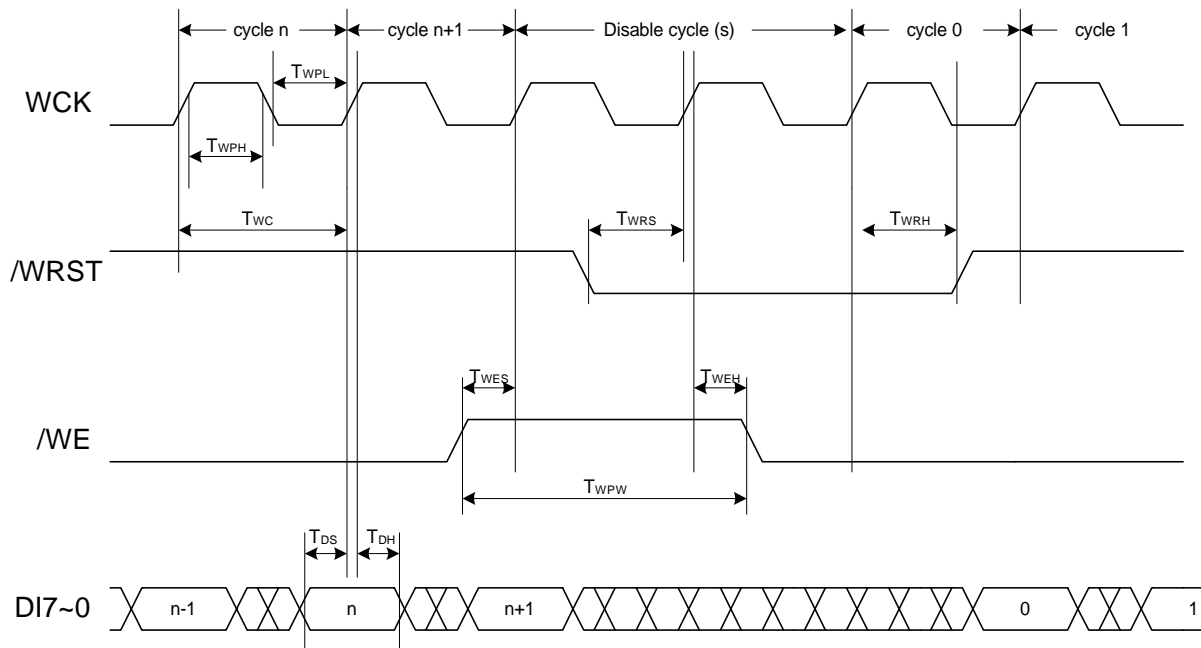 cycle n
cycle n+1
Disable cycle (s)
cycle 0
cycle 1
TWPL
WCK
TWPH
TWC
TWRS
TWRH
/WRST
TWES
TWEH
/WE
TWPW
TDS
TDH
DI7~0
n-1
n
n+1
0
1